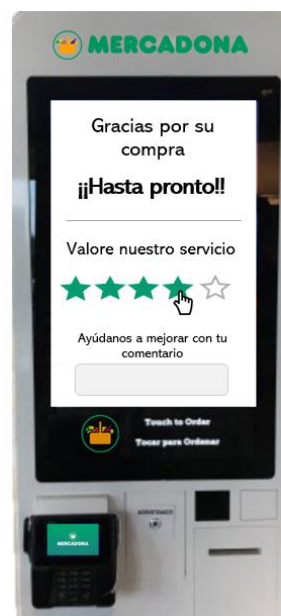 MERCADONA
Gracias por su
compra
¡¡Hasta pronto!!
Valore nuestro servicio
Ayúdanos a mejorar con tu
comentario
Touch to Order
Tocar para Ordenar
ASSISTANCE
MERCADONA